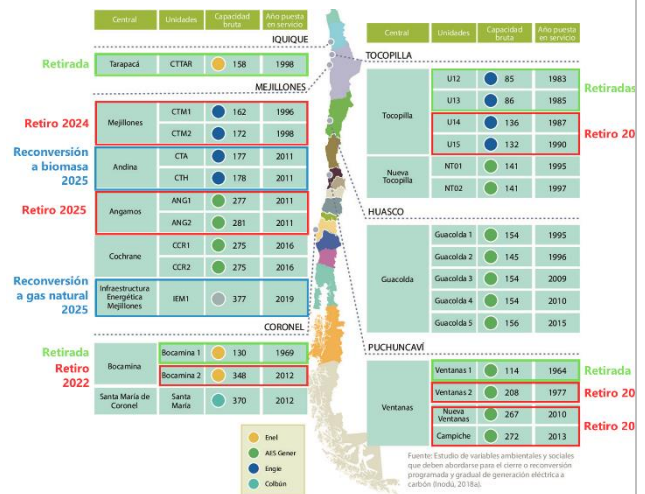 Central Unidades Capacidad bruta Año puesta en servicio
IQUIQUE
Retirada Tarapacá CTTAR 158 1998
MEJILLONES
Retiro 2024 Mejillones CTM1 162 1996
CTM2 172 1998
Reconversión a biomasa 2025 Andina CTA 177 2011
CTH 178 2011
Retiro 2025 Angamos ANG1 277 2011
ANG2 281 2011
Cochrane CCR1 275 2016
CCR2 275 2016
Reconversión a gas natural 2025 Infraestructura Energética Mejillones IEM1 377 2019
CORONEL
Retirada Bocamina Bocamina 1 130 1969
Retiro 2022 Bocamina 2 348 2012
Santa María de Coronel Santa María 370 2012
Enel
AES Gener
Engie
Colbún
Central Unidades Capacidad bruta Año puesta en servicio
TOCOPILLA
Tocopilla U12 85 1983 Retiradas
U13 86 1985
U14 136 1987 Retiro 20
U15 132 1990
Nueva Tocopilla NT01 141 1995
NT02 141 1997
HUASCO
Guacolda Guacolda 1 154 1995
Guacolda 2 145 1996
Guacolda 3 154 2009
Guacolda 4 154 2010
Guacolda 5 156 2015
PUCHUNCAVÍ
Ventanas Ventanas 1 114 1964 Retirada
Ventanas 2 208 1977 Retiro 20
Nueva Ventanas 267 2010 Retiro 20
Campiche 272 2013
Fuente: Estudio de variables ambientales y sociales
que deben abordarse para el cierre o reconversión
programada y gradual de generación eléctrica a
carbón (Inodú, 2018a).